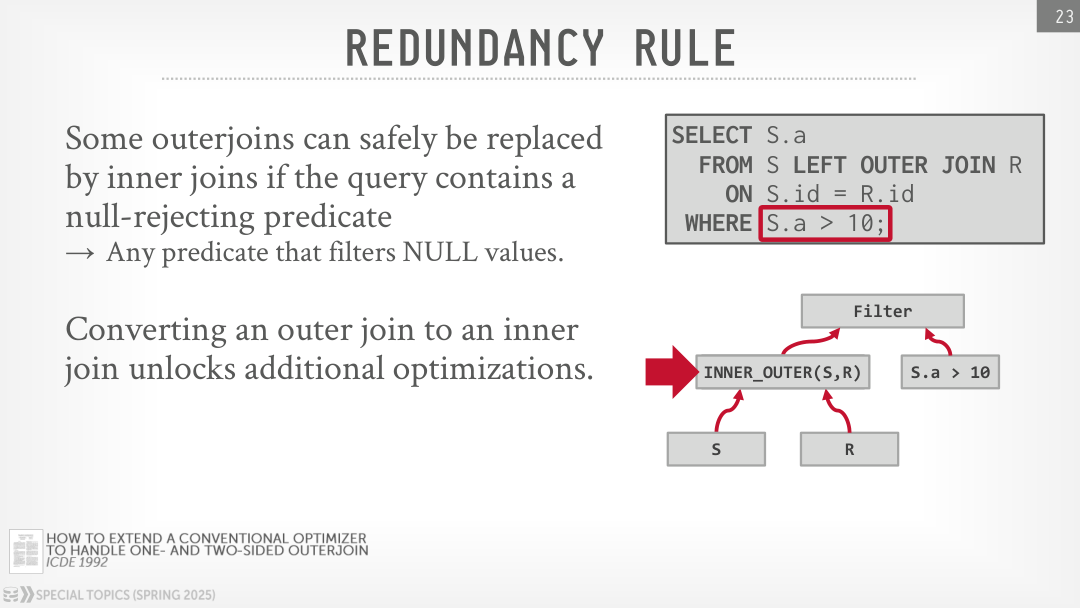 23
REDUNDANCY RULE
Some outerjoins can safely be replaced
by inner joins if the query contains a
null-rejecting predicate
→ Any predicate that filters NULL values.
Converting an outer join to an inner
join unlocks additional optimizations.
SELECT S.a
FROM S LEFT OUTER JOIN R
ON S.id = R.id
WHERE S.a > 10;
Filter
INNER_OUTER(S,R)
S.a > 10
S
R
HOW TO EXTEND A CONVENTIONAL OPTIMIZER
TO HANDLE ONE- AND TWO-SIDED OUTERJOIN
ICDE 1992
SPECIAL TOPICS (SPRING 2025)